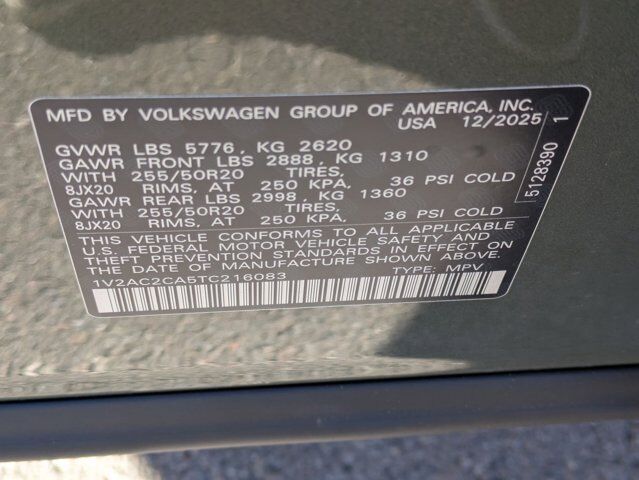 MFD BY VOLKSWAGEN GROUP OF AMERICA, INC.
USA 12/2025
GVWR LBS 5776, KG 2620
GAWR FRONT LBS 2888, KG 1310
WITH 255/50R20 TIRES,
8JX20 RIMS, AT 250 KPA, 36 PSI COLD
GAWR REAR LBS 2998, KG 1360
WITH 255/50R20 TIRES,
8JX20 RIMS, AT 250 KPA, 36 PSI COLD
THIS VEHICLE CONFORMS TO ALL APPLICABLE
U.S. FEDERAL MOTOR VEHICLE SAFETY AND
THEFT PREVENTION STANDARDS IN EFFECT ON
THE DATE OF MANUFACTURE SHOWN ABOVE.
1V2AC2CA5TC216083 TYPE: MPV
5128390 1